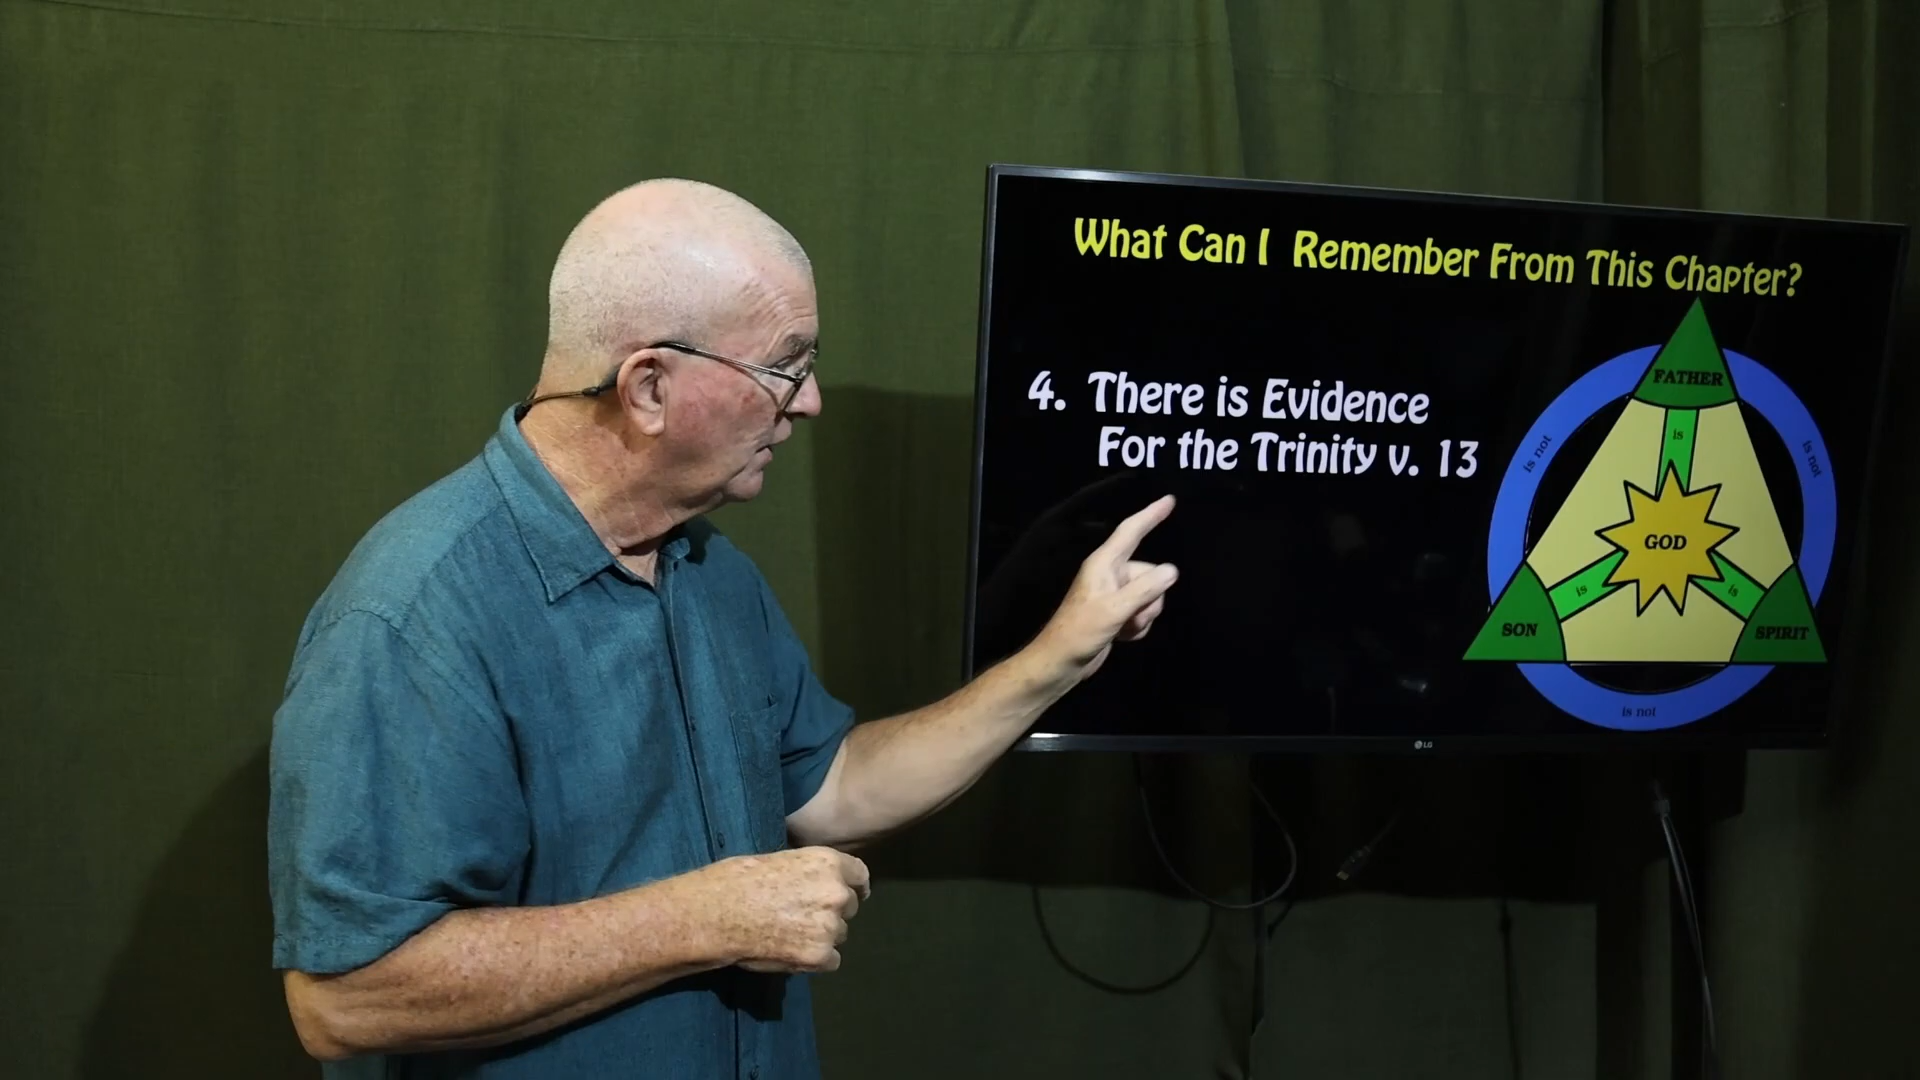 What Can I Remember From This Chapter?
4. There is Evidence
For the Trinity v. 13
FATHER
is not
is
is not
GOD
is
is
SON
SPIRIT
is not
LG